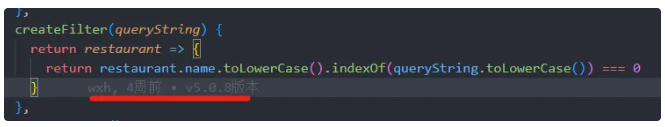 },
createFilter(queryString) {
return restaurant => {
return restaurant.name.toLowerCase().indexOf(queryString.toLowerCase()) === 0
} wxh, 4周前 • v5.0.8版本
},